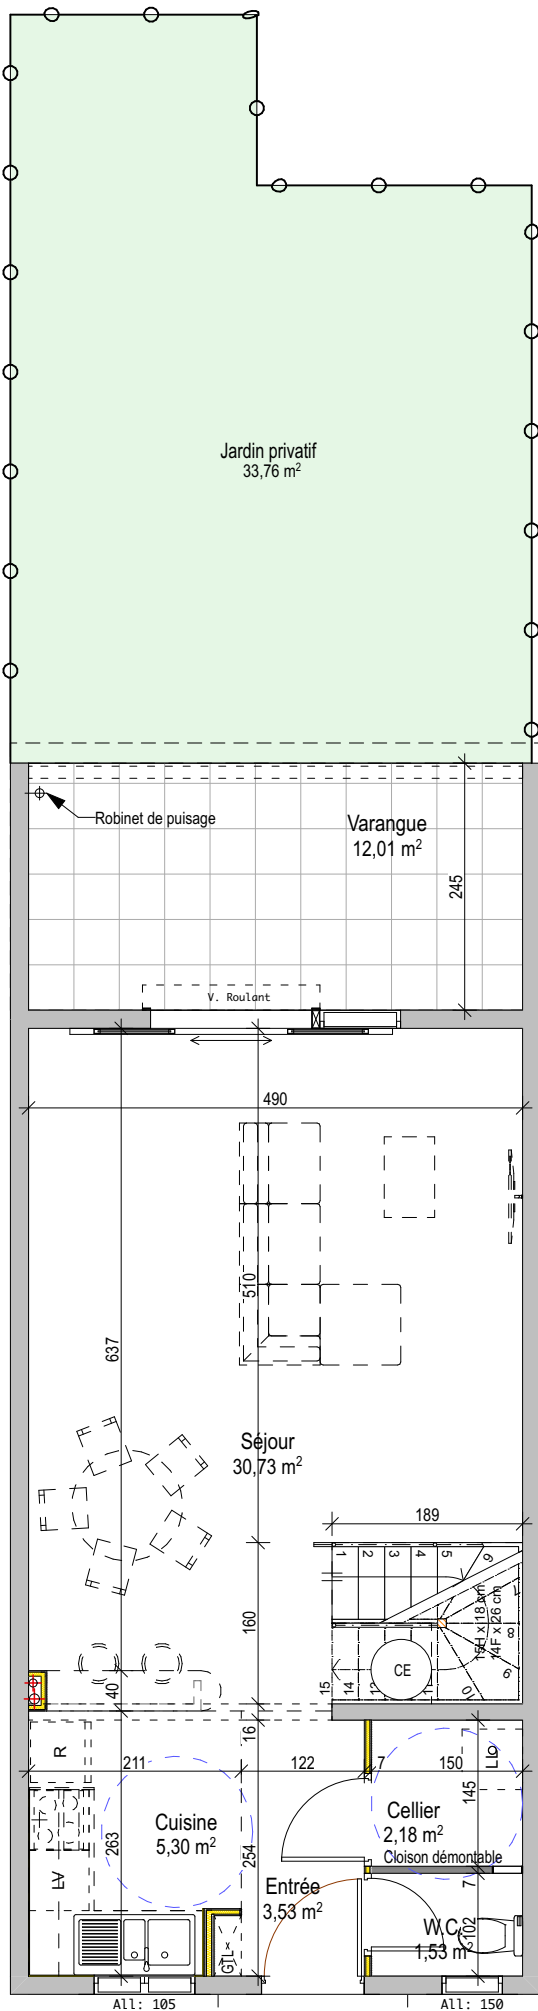 Jardin privatif
33,76 m²
Robinet de puisage
Varangue
12,01 m²
245
V. Roulant
490
510
637
Séjour
30,73 m²
189
1
2
3
4
5
6
7
8
9
10
15H x 18 cm
14F x 26 cm
160
CE
15
14
40
16
R
211
122
7
150
LL
145
Cuisine
5,30 m²
Cellier
2,18 m²
Cloison démontable
263
254
LV
Entrée
3,53 m²
7
W.C.
1,53 m²
102
GTL
All: 105
All: 150